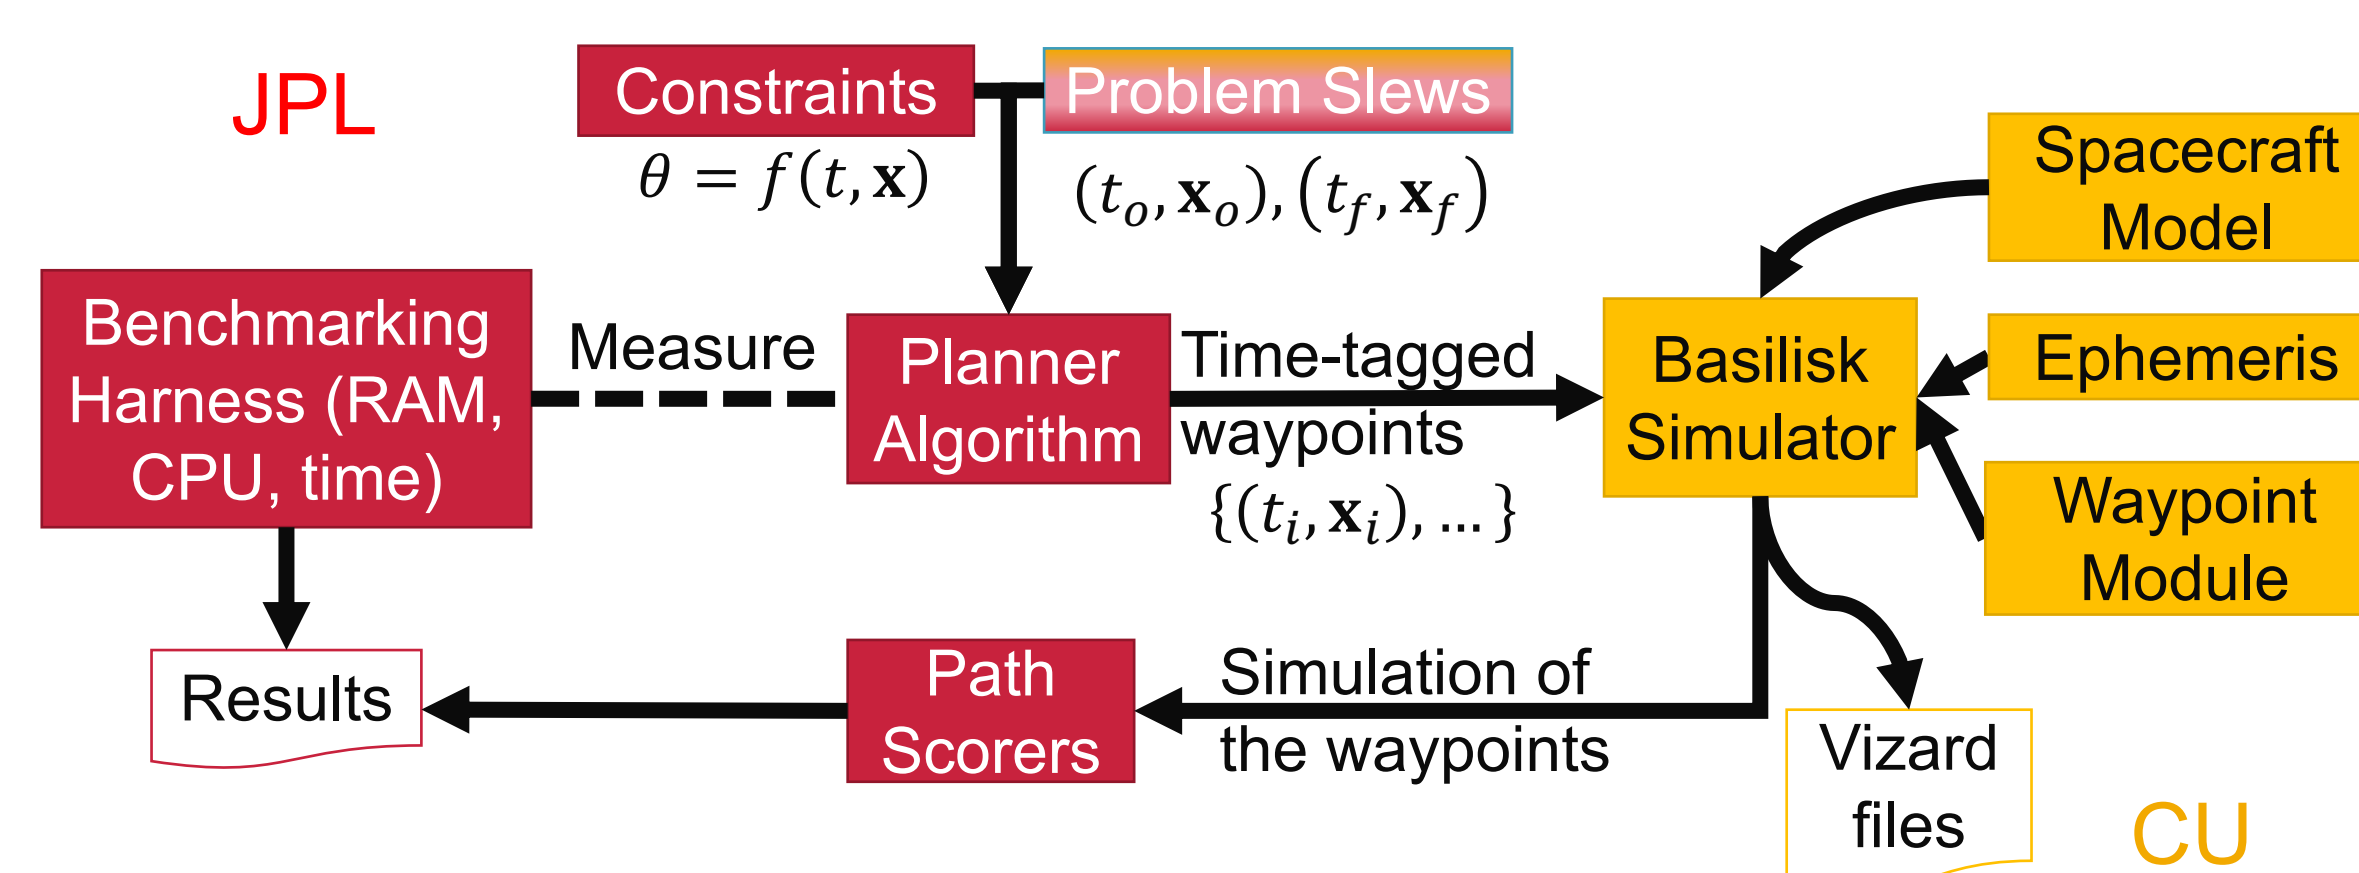 JPL
Constraints
θ = f(t, x)
Problem Slews
(t_o, x_o), (t_f, x_f)
Spacecraft
Model
Benchmarking
Harness (RAM,
CPU, time)
Measure
Planner
Algorithm
Time-tagged
waypoints
{(t_i, x_i), … }
Basilisk
Simulator
Ephemeris
Waypoint
Module
Results
Path
Scorers
Simulation of
the waypoints
Vizard
files
CU